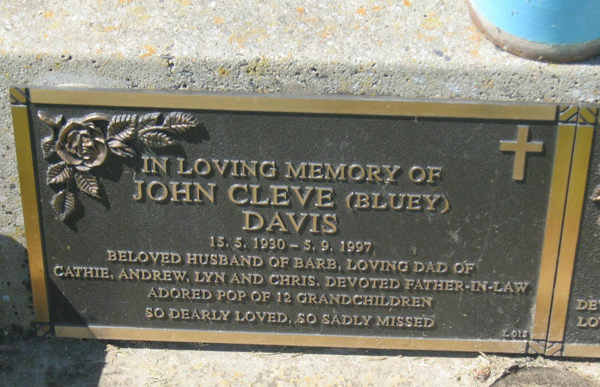 IN LOVING MEMORY OF
JOHN CLEVE (BLUEY)
DAVIS
15. 5. 1930 – 5. 9. 1997
BELOVED HUSBAND OF BARB, LOVING DAD OF
CATHIE, ANDREW, LYN AND CHRIS. DEVOTED FATHER-IN-LAW
ADORED POP OF 12 GRANDCHILDREN
SO DEARLY LOVED, SO SADLY MISSED